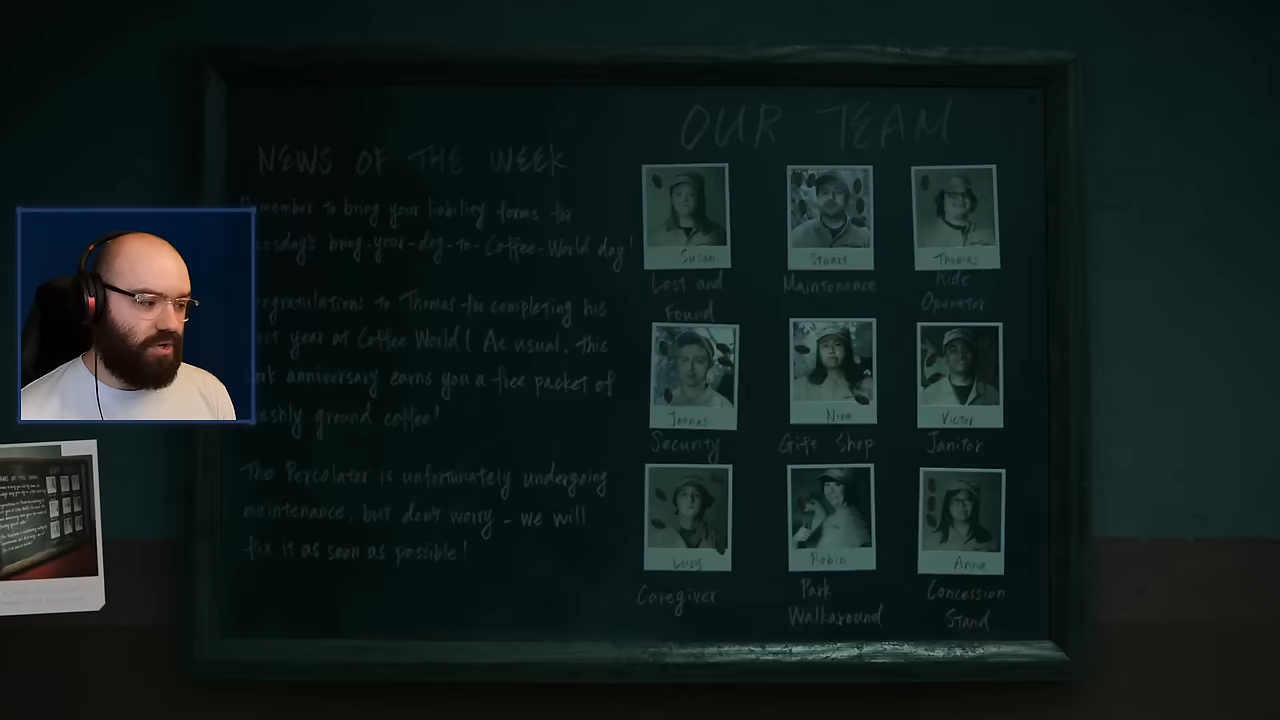 NEWS OF THE WEEK
Remember to bring your liability forms for
bring-your-dog-to-Coffee-World day!
Congratulations to Thomas for completing his
year at Coffee World! As usual, this
work anniversary earns you a free packet of
freshly ground coffee!
The Percolator is unfortunately undergoing
maintenance, but don't worry - we will
fix it as soon as possible!
OUR TEAM
Susan
Lost and
Found
Stuart
Maintenance
Thomas
Ride
Operator
Jonas
Security
Nina
Gift Shop
Victor
Janitor
Lucy
Caregiver
Robin
Park
Walkaround
Anna
Concession
Stand